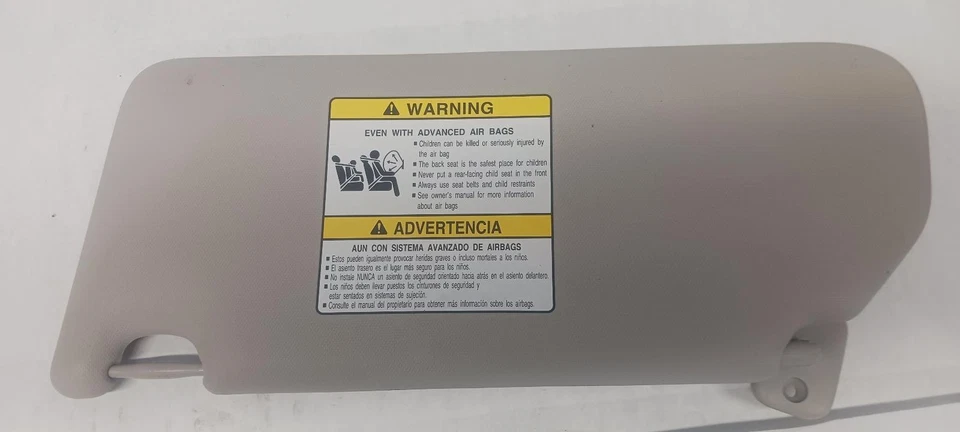 WARNING
EVEN WITH ADVANCED AIR BAGS
▪ Children can be killed or seriously injured by
the air bag
▪ The back seat is the safest place for children
▪ Never put a rear-facing child seat in the front
▪ Always use seat belts and child restraints
▪ See owner's manual for more information
about air bags
ADVERTENCIA
AUN CON SISTEMA AVANZADO DE AIRBAGS
▪ Estos pueden igualmente provocar heridas graves o incluso mortales a los niños.
▪ El asiento trasero es el lugar más seguro para los niños.
▪ No instale NUNCA un asiento de seguridad orientado hacia atrás en el asiento delantero
▪ Los niños deben llevar puestos los cinturones de seguridad y
estar sentados en sistemas de sujeción.
▪ Consulte el manual del propietario para obtener más información sobre los airbags.